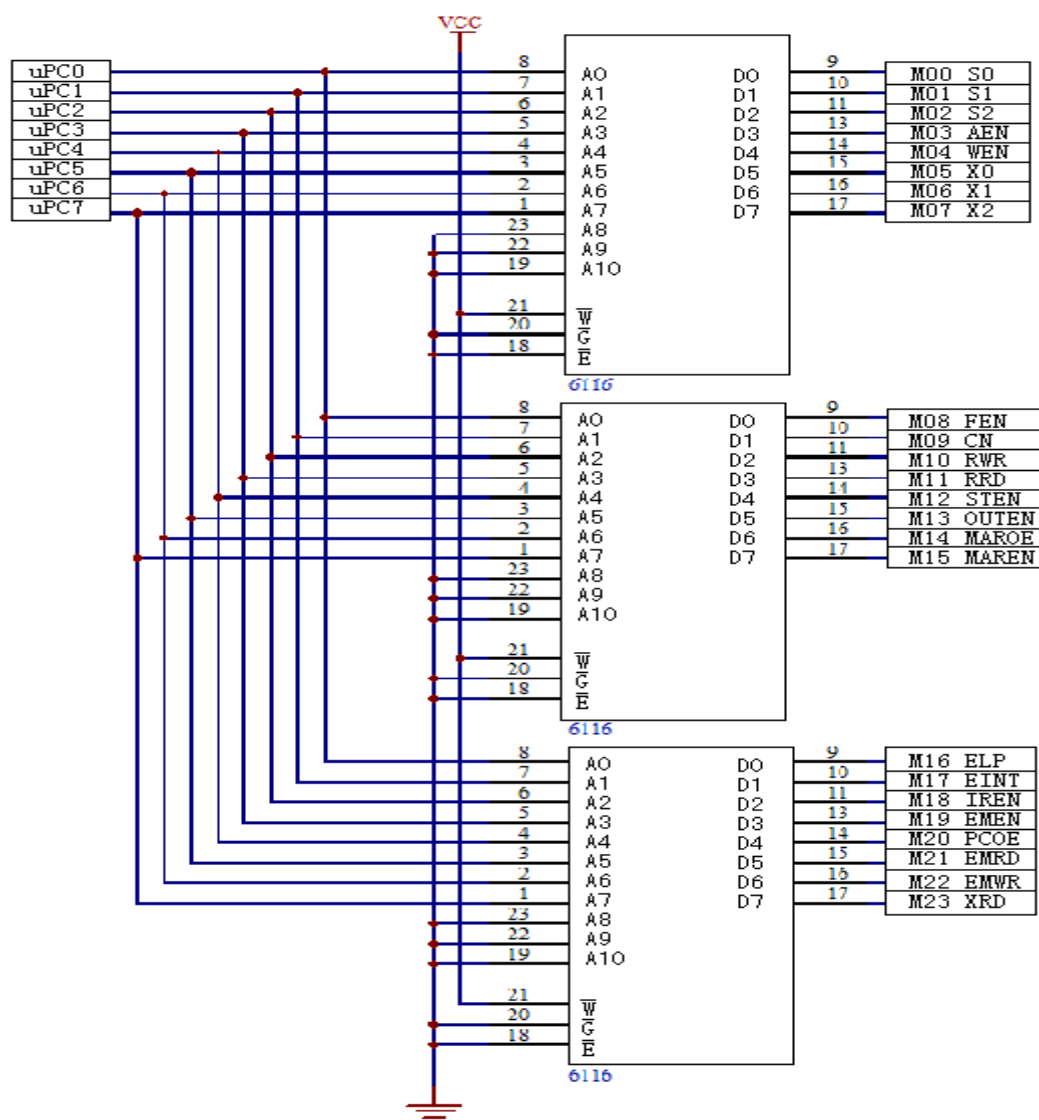 VCC
uPC0
uPC1
uPC2
uPC3
uPC4
uPC5
uPC6
uPC7
8 A0 D0 9 M00 S0
7 A1 D1 10 M01 S1
6 A2 D2 11 M02 S2
5 A3 D3 13 M03 AEN
4 A4 D4 14 M04 WEN
3 A5 D5 15 M05 X0
2 A6 D6 16 M06 X1
1 A7 D7 17 M07 X2
23 A8
22 A9
19 A10
21 W
20 G
18 E
6116
8 A0 D0 9 M08 FEN
7 A1 D1 10 M09 CN
6 A2 D2 11 M10 RWR
5 A3 D3 13 M11 RRD
4 A4 D4 14 M12 STEN
3 A5 D5 15 M13 OUTEN
2 A6 D6 16 M14 MAROE
1 A7 D7 17 M15 MAREN
23 A8
22 A9
19 A10
21 W
20 G
18 E
6116
8 A0 D0 9 M16 ELP
7 A1 D1 10 M17 EINT
6 A2 D2 11 M18 IREN
5 A3 D3 13 M19 EMEN
4 A4 D4 14 M20 PCOE
3 A5 D5 15 M21 EMRD
2 A6 D6 16 M22 EMWR
1 A7 D7 17 M23 XRD
23 A8
22 A9
19 A10
21 W
20 G
18 E
6116